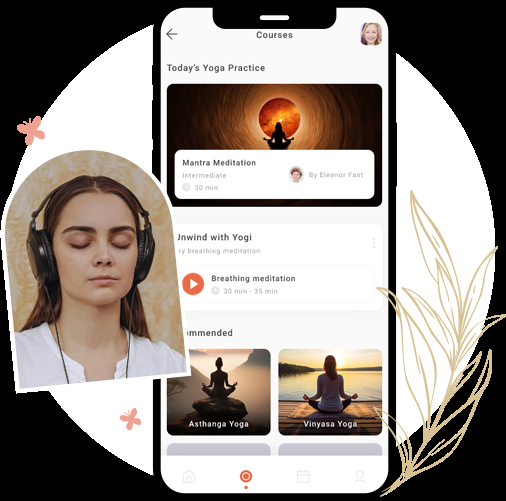 Courses
Today's Yoga Practice
Mantra Meditation
Intermediate
By Eleanor Fant
30 min
Unwind with Yogi
ry breathing meditation
Breathing meditation
30 min - 35 min
ommended
Asthanga Yoga
Vinyasa Yoga